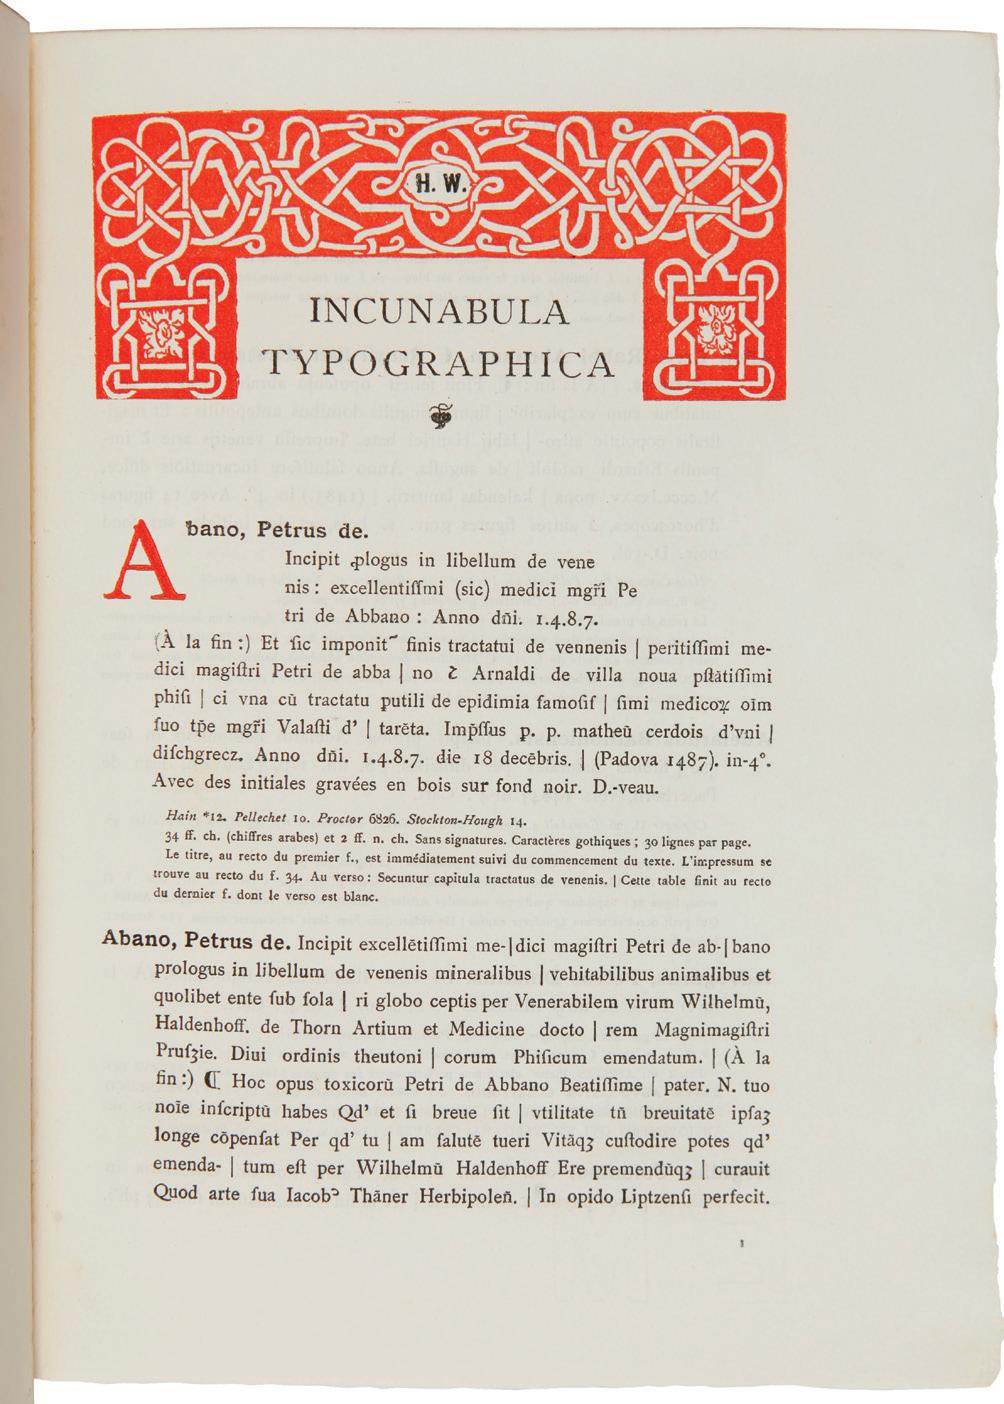 H. W.
INCUNABULA
TYPOGRAPHICA
Abano, Petrus de.
Incipit ꝓlogus in libellum de vene
nis : excellentiſſmi (sic) medici mgr̃i Pe
tri de Abbano : Anno dñi. 1.4.8.7.
(À la fin :) Et ſic imponit᷒ finis tractatui de vennenis | peritiſſimi me-
dici magiſtri Petri de abba | no ⁊ Arnaldi de villa noua pſtãtiſſimi
phiſi | ci vna cū tractatu putili de epidimia famoſiſ | ſimi medicoꝝ oīm
ſuo tp̄e mgr̃i Valaſti d’ | tarēta. Imp̄ſſus p. p. matheū cerdois d’vni |
diſchgrecz. Anno dñi. 1.4.8.7. die 18 decēbris. | (Padova 1487). in-4°.
Avec des initiales gravées en bois sur fond noir. D.-veau.
Hain *12. Pellechet 10. Proctor 6826. Stockton-Hough 14.
34 ff. ch. (chiffres arabes) et 2 ff. n. ch. Sans signatures. Caractères gothiques ; 30 lignes par page.
Le titre, au recto du premier f., est immédiatement suivi du commencement du texte. L’impressum se
trouve au recto du f. 34. Au verso : Secuntur capitula tractatus de venenis. | Cette table finit au recto
du dernier f. dont le verso est blanc.
Abano, Petrus de. Incipit excellētiſſimi me-|dici magiſtri Petri de ab-|bano
prologus in libellum de venenis mineralibus | vehitabilibus animalibus et
quolibet ente ſub ſola | ri globo ceptis per Venerabilem virum Wilhelmū,
Haldenhoff. de Thorn Artium et Medicine docto | rem Magnimagiſtri
Pruſʒie. Diui ordinis theutoni | corum Phiſicum emendatum. | (À la
fin :) ⁋ Hoc opus toxicorū Petri de Abbano Beatiſſime | pater. N. tuo
noīe inſcriptū habes Qd’ et ſi breue ſit | vtilitate tñ breuitatē ipſaʒ
longe cōpenſat Per qd’ tu | am ſalutē tueri Vitāqʒ cuſtodire potes qd’
emenda- | tum eſt per Wilhelmū Haldenhoff Ere premendūqʒ | curauit
Quod arte ſua Iacobꝰ Thāner Herbipoleñ. | In opido Liptzenſi perfecit.
1